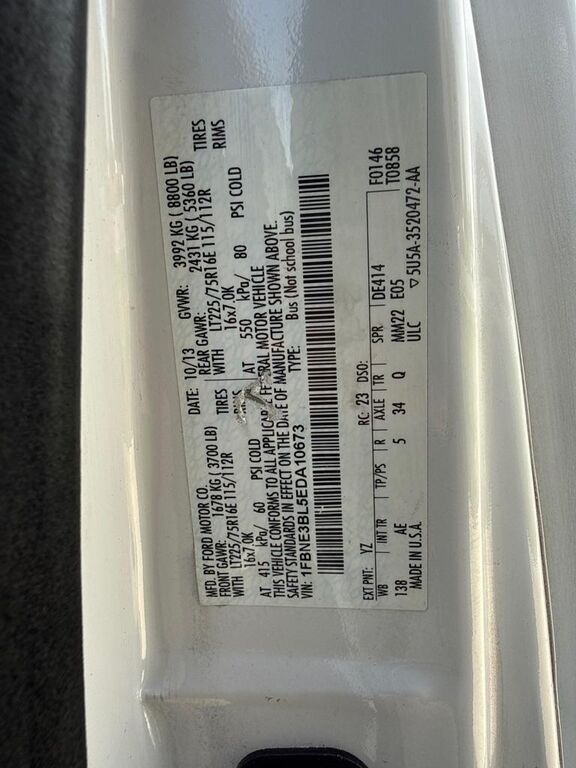 MFD. BY FORD MOTOR CO. DATE: 10/13 GVWR: 3992 KG ( 8800 LB)
FRONT GAWR: 1678 KG (3700 LB) REAR GAWR: 2431 KG ( 5360 LB)
WITH LT225/75R16E 115/112R TIRES WITH LT225/75R16E 115/112R TIRES
16x7.0K RIMS 16x7.0K RIMS
AT 415 kPa/ 60 PSI COLD AT 550 kPa/ 80 PSI COLD
THIS VEHICLE CONFORMS TO ALL APPLICABLE FEDERAL MOTOR VEHICLE
SAFETY STANDARDS IN EFFECT ON THE DATE OF MANUFACTURE SHOWN ABOVE.
VIN: 1FBNE3BL5EDA10673 TYPE: Bus (Not school bus)
EXT PNT: YZ RC: 23 DSO: F0146
WB INT TR TP/PS R AXLE TR SPR DE414 T0858
138 AE 5 34 Q MM22 E05
MADE IN U.S.A. ULC ▽5U5A-3520472-AA